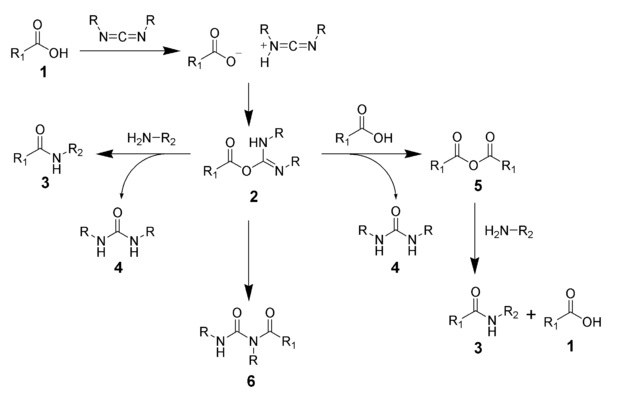 R₁ O OH
1
R N=C=N R
R₁ O O⁻
R +N=C=N R H
H₂N-R₂
R₁ O N H R₂
3
R N H O N H R
4
R₁ O O HN R N R
2
R₁ O OH
R N H O N H R
4
R₁ O O O R₁
5
H₂N-R₂
R₁ O N H R₂
3
+
R₁ O OH
1
R N H O N R O R₁
6